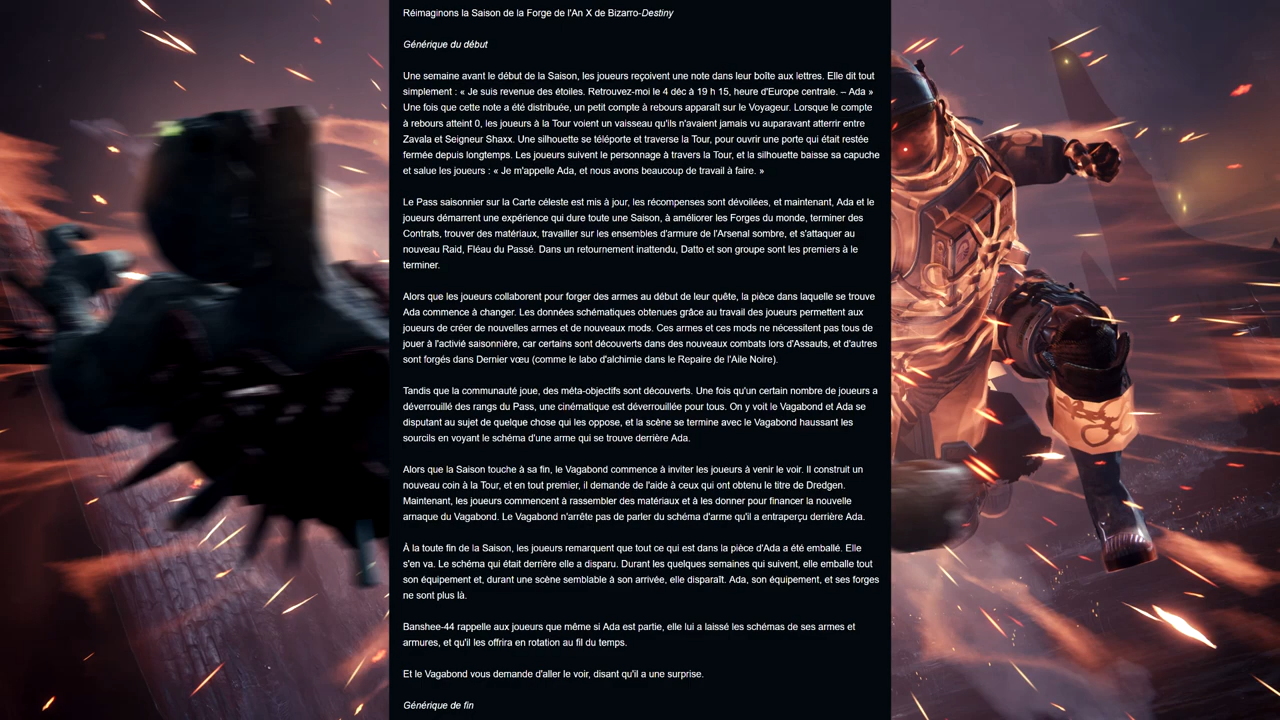 Réimaginons la Saison de la Forge de l'An X de Bizarro-Destiny
Générique du début
Une semaine avant le début de la Saison, les joueurs reçoivent une note dans leur boîte aux lettres. Elle dit tout
simplement : « Je suis revenue des étoiles. Retrouvez-moi le 4 déc à 19 h 15, heure d'Europe centrale. – Ada »
Une fois que cette note a été distribuée, un petit compte à rebours apparaît sur le Voyageur. Lorsque le compte
à rebours atteint 0, les joueurs à la Tour voient un vaisseau qu'ils n'avaient jamais vu auparavant atterrir entre
Zavala et Seigneur Shaxx. Une silhouette se téléporte et traverse la Tour, pour ouvrir une porte qui était restée
fermée depuis longtemps. Les joueurs suivent le personnage à travers la Tour, et la silhouette baisse sa capuche
et salue les joueurs : « Je m'appelle Ada, et nous avons beaucoup de travail à faire. »
Le Pass saisonnier sur la Carte céleste est mis à jour, les récompenses sont dévoilées, et maintenant, Ada et le
joueurs démarrent une expérience qui dure toute une Saison, à améliorer les Forges du monde, terminer des
Contrats, trouver des matériaux, travailler sur les ensembles d'armure de l'Arsenal sombre, et s'attaquer au
nouveau Raid, Fléau du Passé. Dans un retournement inattendu, Datto et son groupe sont les premiers à le
terminer.
Alors que les joueurs collaborent pour forger des armes au début de leur quête, la pièce dans laquelle se trouve
Ada commence à changer. Les données schématiques obtenues grâce au travail des joueurs permettent aux
joueurs de créer de nouvelles armes et de nouveaux mods. Ces armes et ces mods ne nécessitent pas tous de
jouer à l'activié saisonnière, car certains sont découverts dans des nouveaux combats lors d'Assauts, et d'autres
sont forgés dans Dernier vœu (comme le labo d'alchimie dans le Repaire de l'Aile Noire).
Tandis que la communauté joue, des méta-objectifs sont découverts. Une fois qu'un certain nombre de joueurs a
déverrouillé des rangs du Pass, une cinématique est déverrouillée pour tous. On y voit le Vagabond et Ada se
disputant au sujet de quelque chose qui les oppose, et la scène se termine avec le Vagabond haussant les
sourcils en voyant le schéma d'une arme qui se trouve derrière Ada.
Alors que la Saison touche à sa fin, le Vagabond commence à inviter les joueurs à venir le voir. Il construit un
nouveau coin à la Tour, et en tout premier, il demande de l'aide à ceux qui ont obtenu le titre de Dredgen.
Maintenant, les joueurs commencent à rassembler des matériaux et à les donner pour financer la nouvelle
arnaque du Vagabond. Le Vagabond n'arrête pas de parler du schéma d'arme qu'il a entraperçu derrière Ada.
À la toute fin de la Saison, les joueurs remarquent que tout ce qui est dans la pièce d'Ada a été emballé. Elle
s'en va. Le schéma qui était derrière elle a disparu. Durant les quelques semaines qui suivent, elle emballe tout
son équipement et, durant une scène semblable à son arrivée, elle disparaît. Ada, son équipement, et ses forges
ne sont plus là.
Banshee-44 rappelle aux joueurs que même si Ada est partie, elle lui a laissé les schémas de ses armes et
armures, et qu'il les offrira en rotation au fil du temps.
Et le Vagabond vous demande d'aller le voir, disant qu'il a une surprise.
Générique de fin